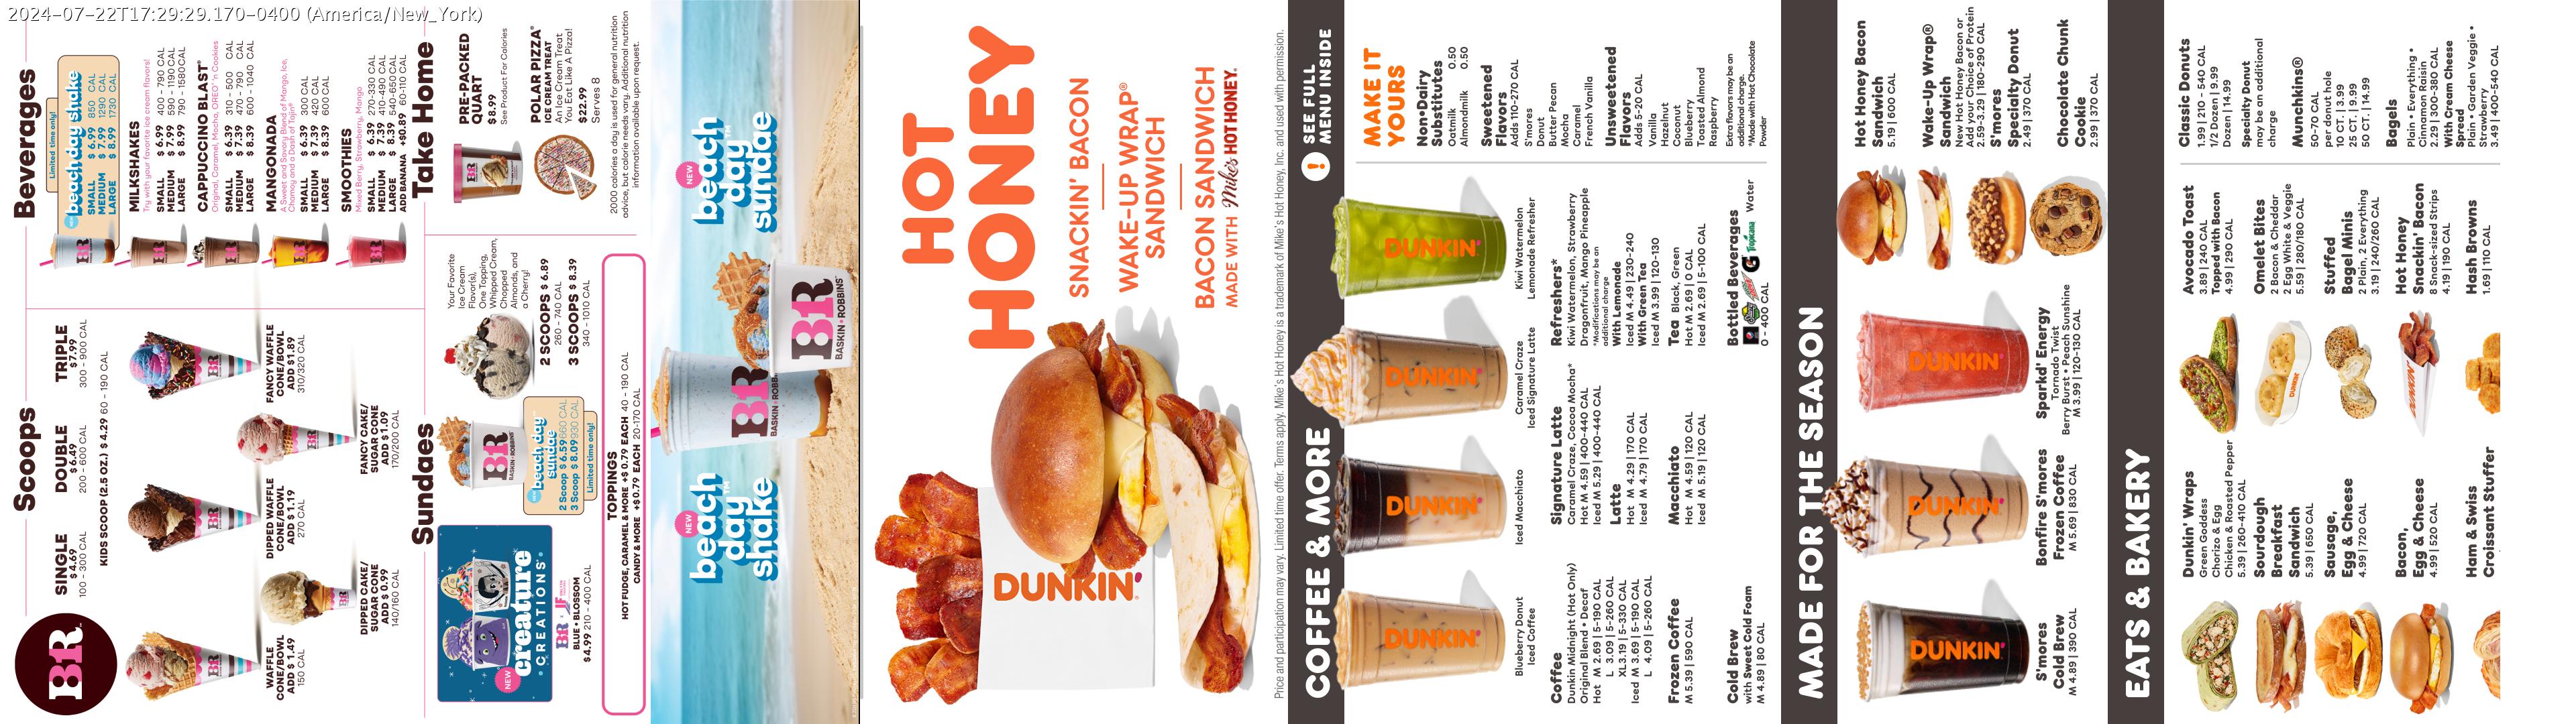 2024-07-22T17:29:29.170-0400 (America/New_York)
BR
Scoops
SINGLE
$4.69
100 - 300 CAL
DOUBLE
$6.49
200 - 600 CAL
TRIPLE
$7.99
300 - 900 CAL
KIDS SCOOP (2.5 OZ.) $4.29 60 - 190 CAL
WAFFLE
CONE/BOWL
ADD $1.49
150 CAL
DIPPED WAFFLE
CONE/BOWL
ADD $1.19
270 CAL
FANCY WAFFLE
CONE/BOWL
ADD $1.89
310/320 CAL
DIPPED CAKE/
SUGAR CONE
ADD $0.99
140/160 CAL
FANCY CAKE/
SUGAR CONE
ADD $1.09
170/200 CAL
Beverages
Limited time only!
beach day shake
SMALL $6.99 850 CAL
MEDIUM $7.99 1290 CAL
LARGE $8.99 1730 CAL
MILKSHAKES
Try with your favorite ice cream flavors!
SMALL $6.99 400 - 790 CAL
MEDIUM $7.99 590 - 1190 CAL
LARGE $8.99 790 - 1580 CAL
CAPPUCCINO BLAST®
Original, Caramel, Mocha, OREO® 'n Cookies
SMALL $6.39 310 - 500 CAL
MEDIUM $7.39 470 - 790 CAL
LARGE $8.39 600 - 1040 CAL
MANGONADA
A Sweet and Savory Blend of Mango, Ice,
Chamoy and a Dash of Tajín®
SMALL $6.39 300 CAL
MEDIUM $7.39 420 CAL
LARGE $8.39 600 CAL
SMOOTHIES
Mixed Berry, Strawberry, Mango
SMALL $6.39 270-330 CAL
MEDIUM $7.39 410-490 CAL
LARGE $8.39 540-650 CAL
ADD BANANA +$0.89 60-110 CAL
Sundaes
NEW
creature
CREATIONS®
BR
BLUE • BLOSSOM
$4.99 210 - 400 CAL
BR
BASKIN-ROBBINS
beach day
sundae
2 Scoop $6.59 660 CAL
3 Scoop $8.09 930 CAL
Limited time only!
Your Favorite
Ice Cream
Flavor(s),
One Topping,
Whipped Cream,
Chopped
Almonds, and
a Cherry!
2 SCOOPS $6.89
260 - 740 CAL
3 SCOOPS $8.39
340 - 1010 CAL
TOPPINGS
HOT FUDGE, CARAMEL & MORE +$0.79 EACH 40 - 190 CAL
CANDY & MORE +$0.79 EACH 20-170 CAL
Take Home
PRE-PACKED
QUART
$8.99
See Product For Calories
POLAR PIZZA®
ICE CREAM TREAT
An Ice Cream Treat
You Eat Like A Pizza!
$22.99
Serves 8
2000 calories a day is used for general nutrition
advice, but calorie needs vary. Additional nutrition
information available upon request.
NEW
beach
day™
shake
BR
BASKIN-ROBBINS
BR
BASKIN-ROBBINS
NEW
beach
day™
sundae
DUNKIN'
HOT
HONEY
SNACKIN' BACON
WAKE-UP WRAP®
SANDWICH
BACON SANDWICH
MADE WITH Mike's HOT HONEY.
Price and participation may vary. Limited time offer. Terms apply. Mike's Hot Honey is a trademark of Mike's Hot Honey, Inc. and used with permission.
COFFEE & MORE
! SEE FULL
MENU INSIDE
DUNKIN'
DUNKIN'
DUNKIN'
DUNKIN'
Blueberry Donut
Iced Coffee
Iced Macchiato
Caramel Craze
Iced Signature Latte
Kiwi Watermelon
Lemonade Refresher
Coffee
Dunkin Midnight (Hot Only)
Original Blend • Decaf
Hot M 2.69 | 5-190 CAL
L 3.09 | 5-260 CAL
XL 3.19 | 5-330 CAL
Iced M 3.69 | 5-190 CAL
L 4.09 | 5-260 CAL
Frozen Coffee
M 5.39 | 590 CAL
Cold Brew
with Sweet Cold Foam
M 4.89 | 80 CAL
Signature Latte
Caramel Craze, Cocoa Mocha*
Hot M 4.59 | 400-440 CAL
Iced M 5.29 | 400-440 CAL
Latte
Hot M 4.29 | 170 CAL
Iced M 4.79 | 170 CAL
Macchiato
Hot M 4.59 | 120 CAL
Iced M 5.19 | 120 CAL
Refreshers*
Kiwi Watermelon, Strawberry
Dragonfruit, Mango Pineapple
*Modifications may be an
additional charge
With Lemonade
Iced M 4.49 | 230-240
With Green Tea
Iced M 3.99 | 120-130
Tea Black, Green
Hot M 2.69 | 0 CAL
Iced M 2.69 | 5-100 CAL
Bottled Beverages
G Tropicana Water
0 - 400 CAL
MAKE IT
YOURS
Non-Dairy
Substitutes
Oatmilk 0.50
Almondmilk 0.50
Sweetened
Flavors
Adds 110-270 CAL
S'mores
Donut
Butter Pecan
Mocha
Caramel
French Vanilla
Unsweetened
Flavors
Adds 5-20 CAL
Vanilla
Hazelnut
Coconut
Blueberry
Toasted Almond
Raspberry
Extra flavors may be an
additional charge.
*Made with Hot Chocolate
Powder
MADE FOR THE SEASON
DUNKIN'
DUNKIN'
DUNKIN'
S'mores
Cold Brew
M 4.89 | 390 CAL
Bonfire S'mores
Frozen Coffee
M 5.69 | 830 CAL
Sparkd' Energy
Tornado Twist
Berry Burst • Peach Sunshine
M 3.99 | 120-130 CAL
Hot Honey Bacon
Sandwich
5.19 | 600 CAL
Wake-Up Wrap®
Sandwich
New Hot Honey Bacon or
Add your Choice of Protein
2.59-3.29 | 180-290 CAL
S'mores
Specialty Donut
2.49 | 370 CAL
Chocolate Chunk
Cookie
2.99 | 370 CAL
EATS & BAKERY
Dunkin' Wraps
Green Goddess
Chorizo & Egg
Chicken & Roasted Pepper
5.39 | 260-410 CAL
Sourdough
Breakfast
Sandwich
5.39 | 650 CAL
Sausage,
Egg & Cheese
4.99 | 720 CAL
Bacon,
Egg & Cheese
4.99 | 520 CAL
Ham & Swiss
Croissant Stuffer
Avocado Toast
3.89 | 240 CAL
Topped with Bacon
4.99 | 290 CAL
Omelet Bites
2 Bacon & Cheddar
2 Egg White & Veggie
5.59 | 280/180 CAL
Stuffed
Bagel Minis
2 Plain, 2 Everything
3.19 | 240/260 CAL
Hot Honey
Snackin' Bacon
8 Snack-sized Strips
4.19 | 190 CAL
Hash Browns
1.69 | 110 CAL
Classic Donuts
1.99 | 210 - 540 CAL
1/2 Dozen | 9.99
Dozen | 14.99
Specialty Donut
may be an additional
charge
Munchkins®
50-70 CAL
per donut hole
10 CT. | 3.99
25 CT. | 9.99
50 CT. | 14.99
Bagels
Plain • Everything •
Cinnamon Raisin
2.29 | 300-380 CAL
With Cream Cheese
Spread
Plain • Garden Veggie •
Strawberry
3.49 | 400-540 CAL